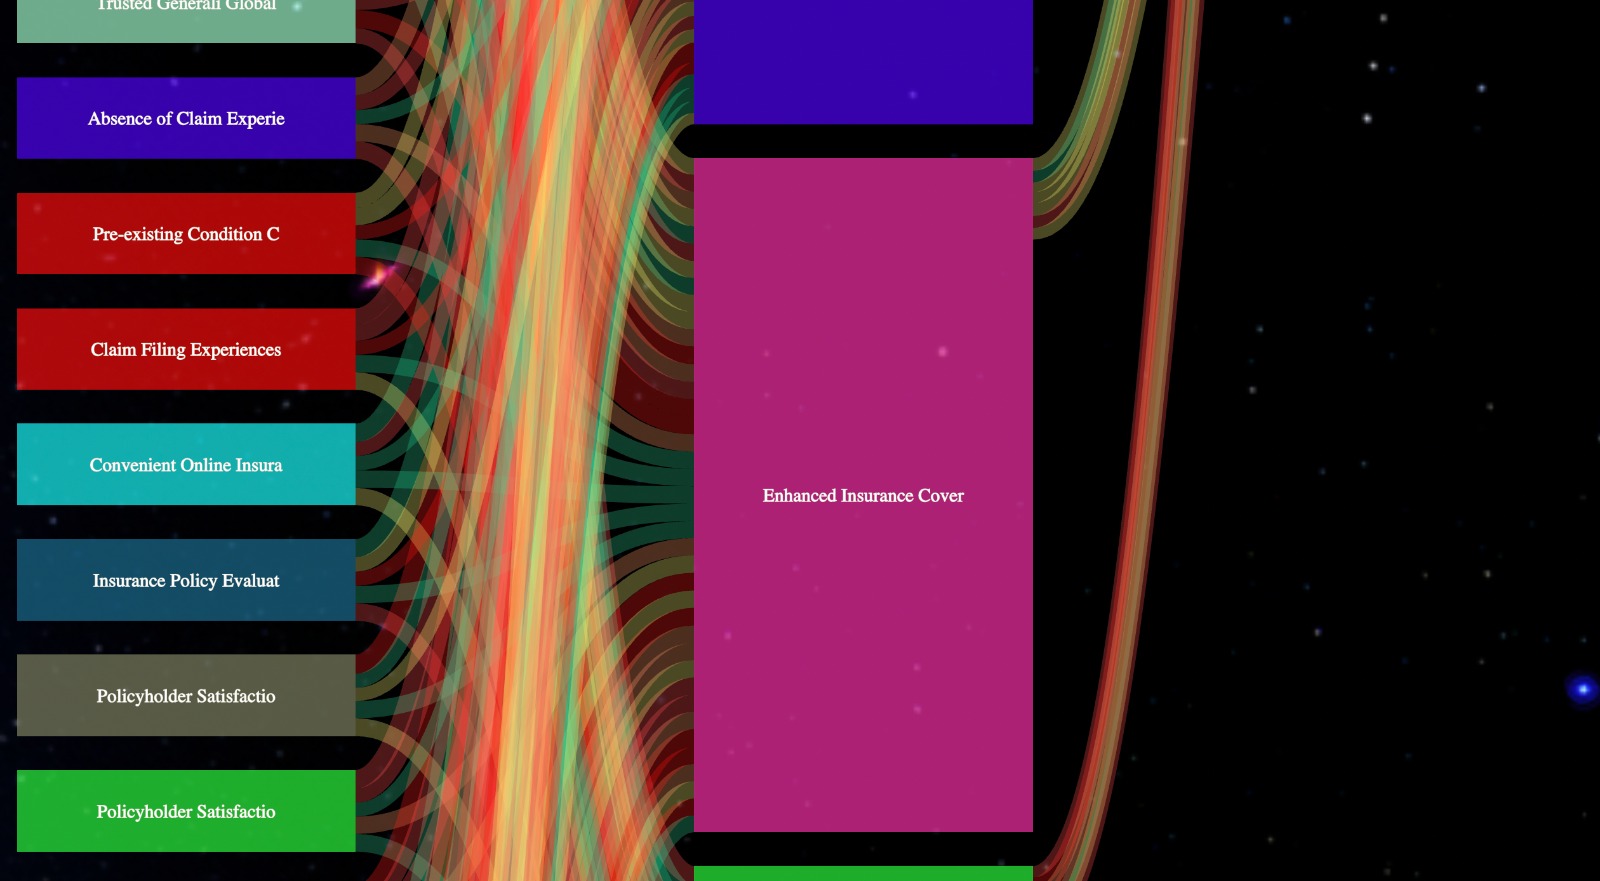 Trusted Generali Global
Absence of Claim Experie
Pre-existing Condition C
Claim Filing Experiences
Convenient Online Insura
Enhanced Insurance Cover
Insurance Policy Evaluat
Policyholder Satisfactio
Policyholder Satisfactio